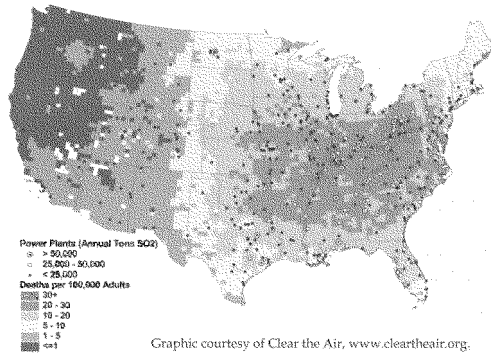 Power Plants (Annual Tons SO2)
> 50,000
25,000 - 50,000
< 25,000
Deaths per 100,000 Adults
30+
20 - 30
10 - 20
5 - 10
1 - 5
<=1
Graphic courtesy of Clear the Air, www.cleartheair.org.